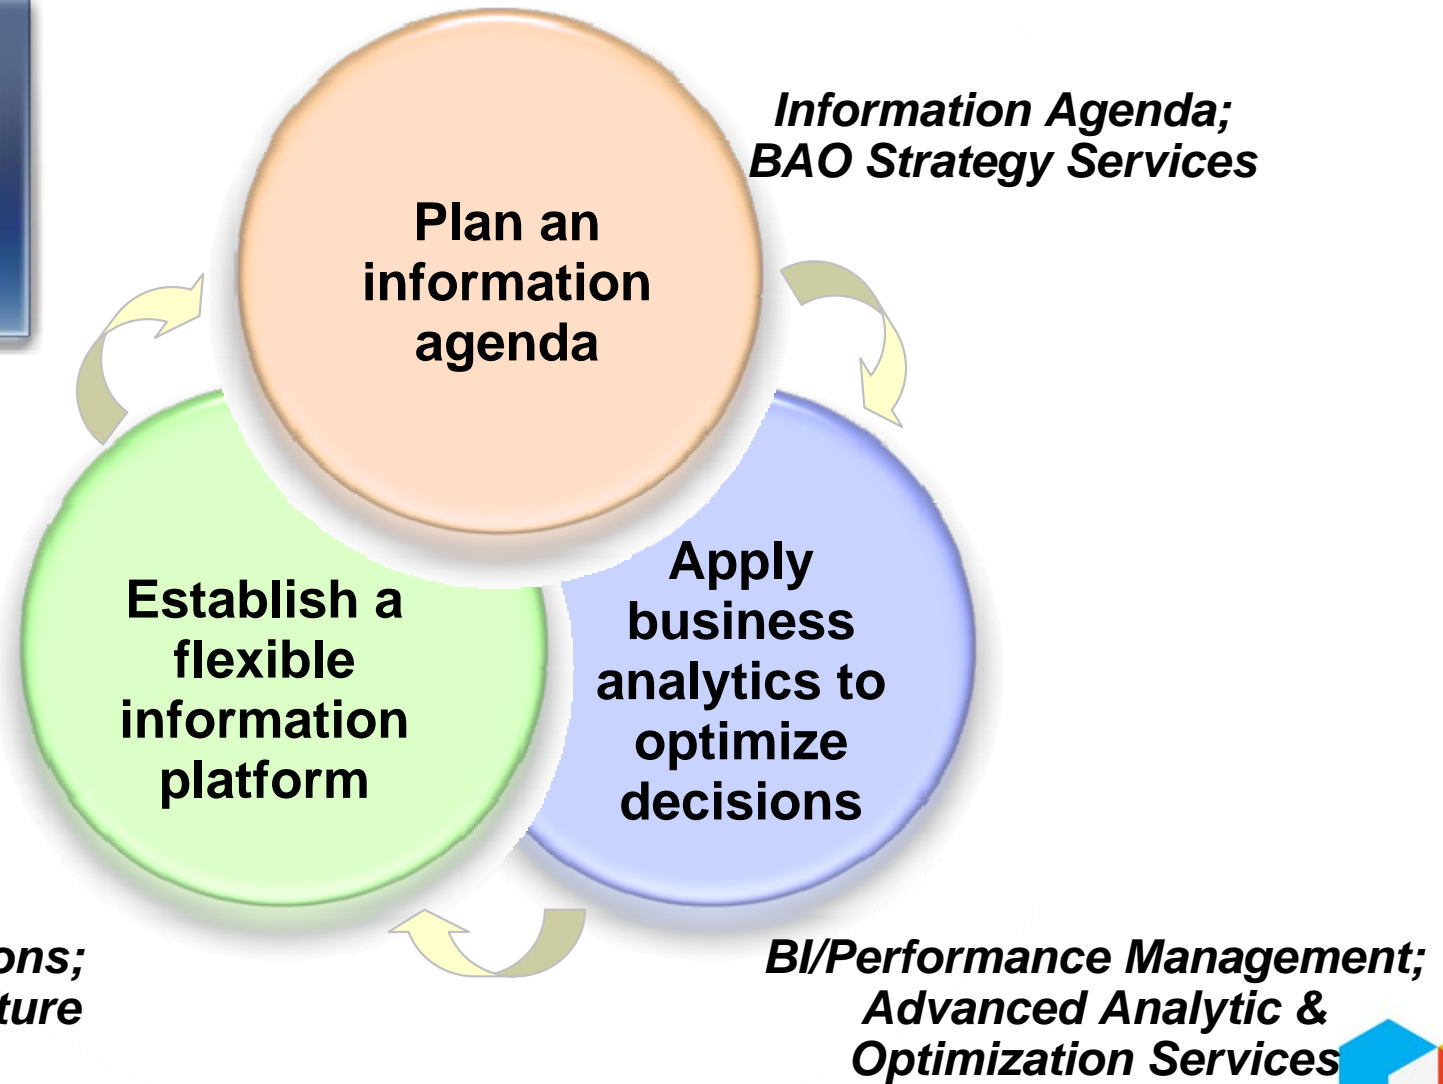 Information Agenda;
BAO Strategy Services
Plan an
information
agenda
Establish a
flexible
information
platform
Apply
business
analytics to
optimize
decisions
BI/Performance Management;
Advanced Analytic &
Optimization Services